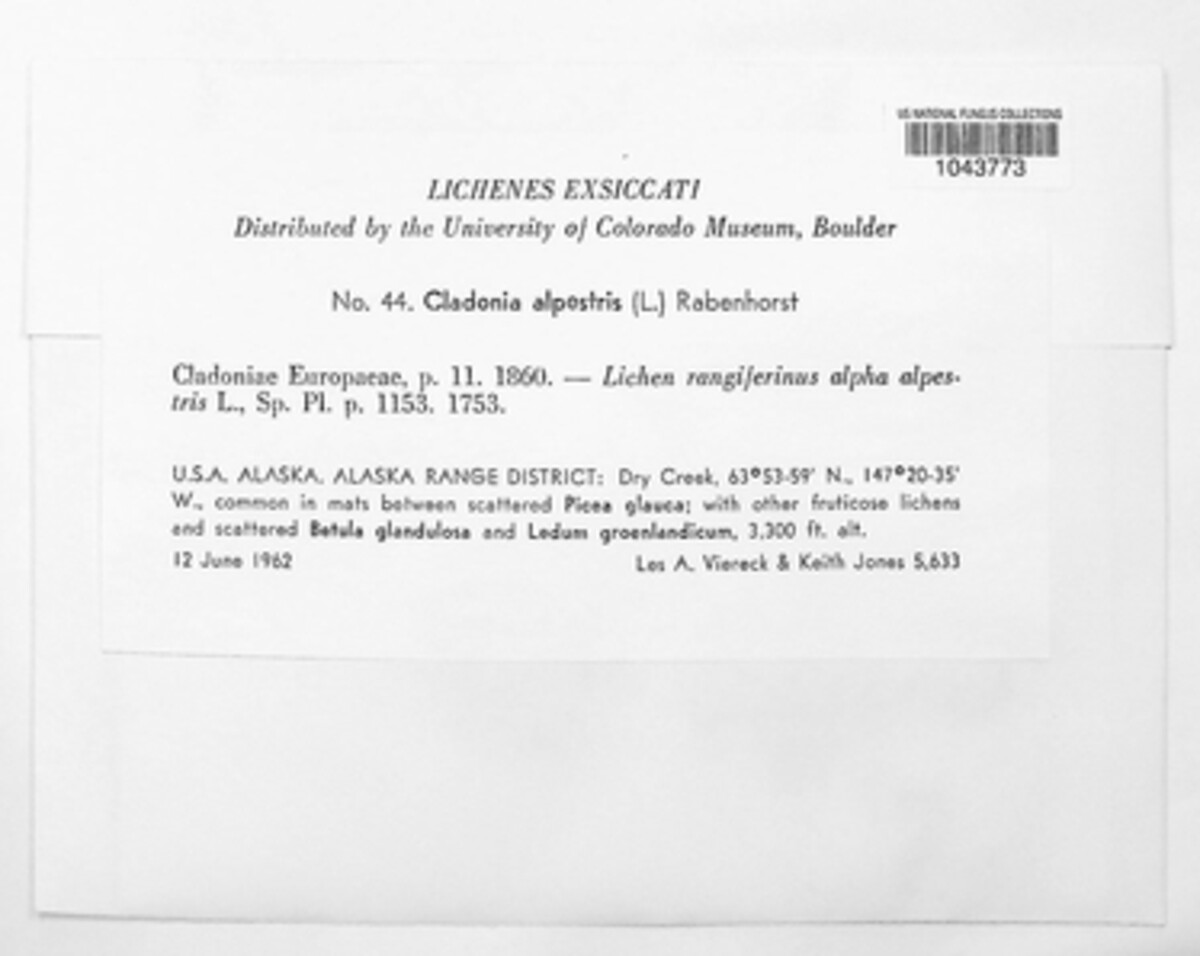 US NATIONAL FUNGUS COLLECTIONS
1043773
LICHENES EXSICCATI
Distributed by the University of Colorado Museum, Boulder
No. 44. Cladonia alpestris (L.) Rabenhorst
Cladoniae Europaeae, p. 11. 1860. — Lichen rangiferinus alpha alpes-
tris L., Sp. Pl. p. 1153. 1753.
U.S.A. ALASKA. ALASKA RANGE DISTRICT: Dry Creek, 63°53-59' N., 147°20-35'
W., common in mats between scattered Picea glauca; with other fruticose lichens
and scattered Betula glandulosa and Ledum groenlandicum, 3,300 ft. alt.
12 June 1962 Les A. Viereck & Keith Jones 5,633